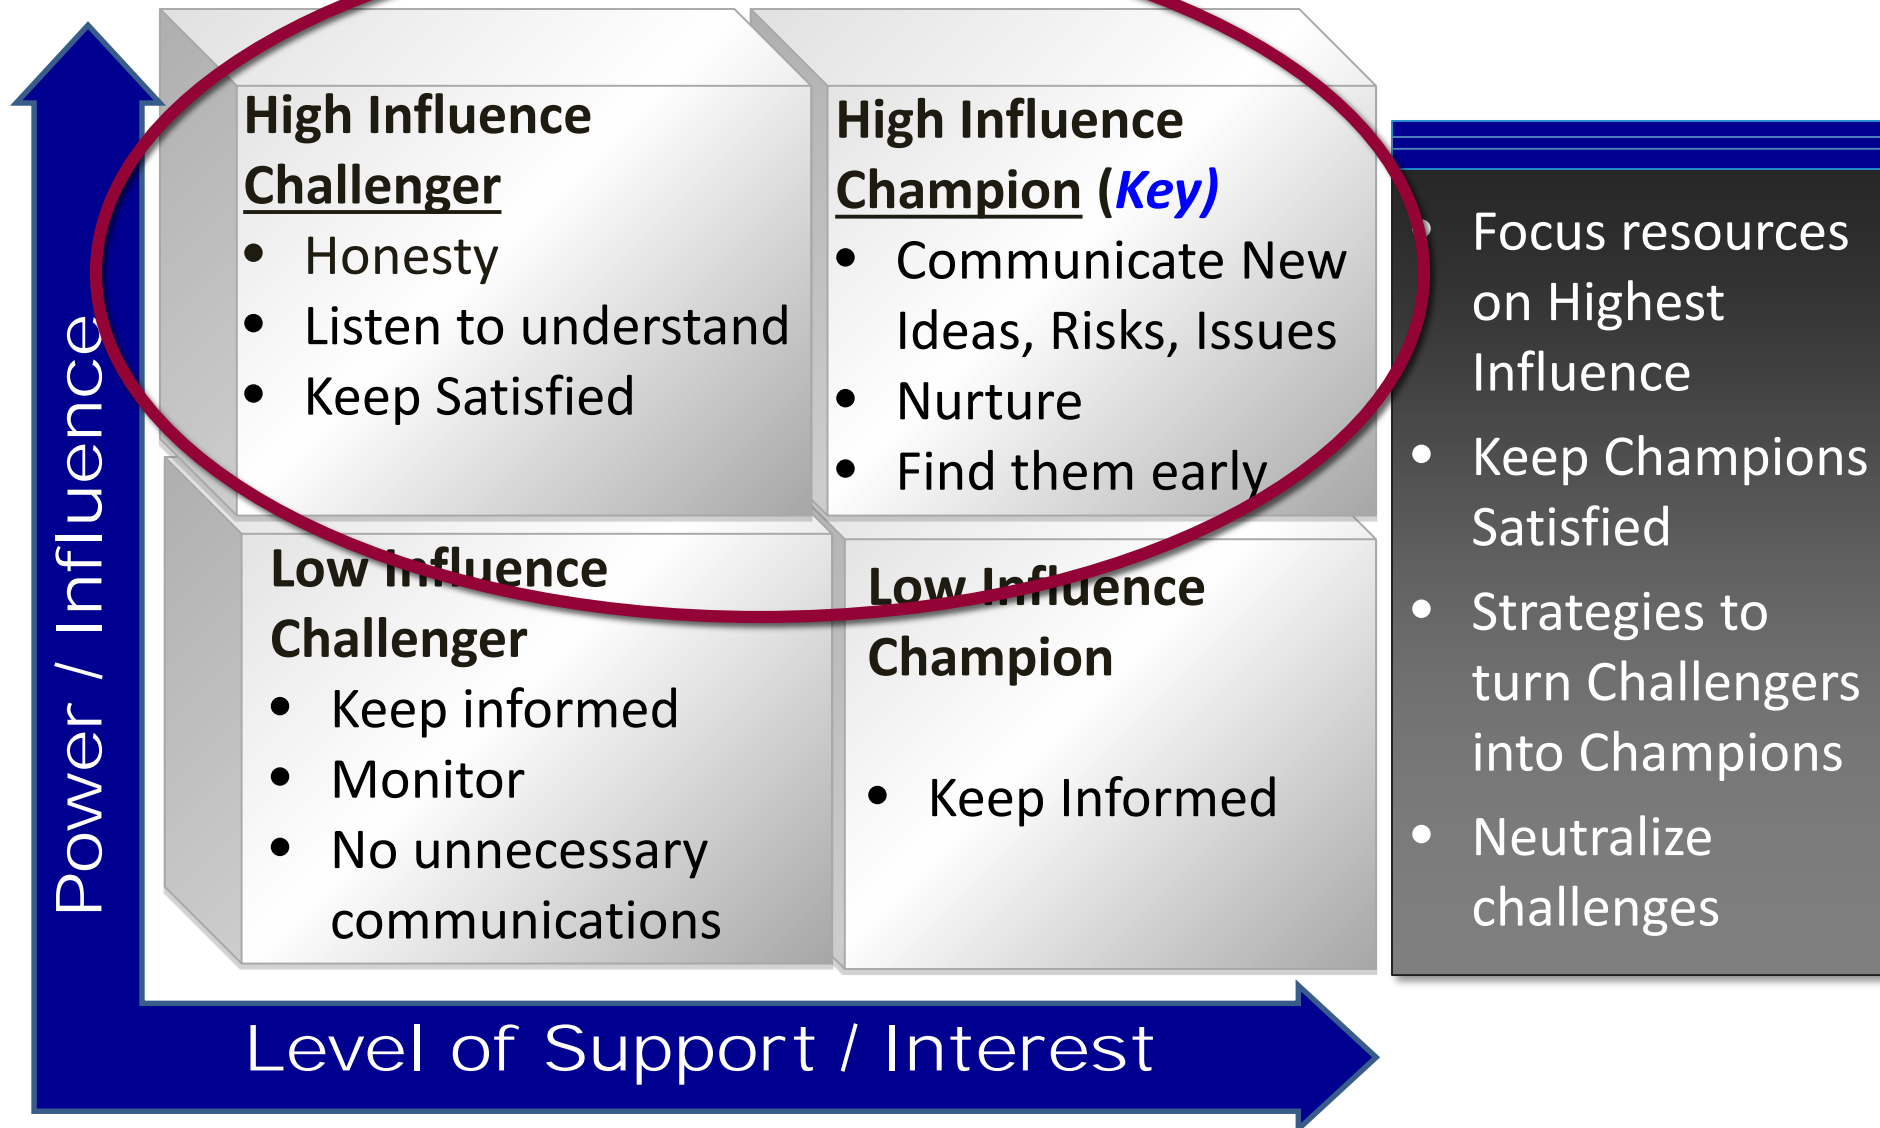 Power / Influence
High Influence
Challenger
• Honesty
• Listen to understand
• Keep Satisfied
High Influence
Champion (Key)
• Communicate New
Ideas, Risks, Issues
• Nurture
• Find them early
Low Influence
Challenger
• Keep informed
• Monitor
• No unnecessary
communications
Low Influence
Champion
• Keep Informed
• Focus resources
on Highest
Influence
• Keep Champions
Satisfied
• Strategies to
turn Challengers
into Champions
• Neutralize
challenges
Level of Support / Interest